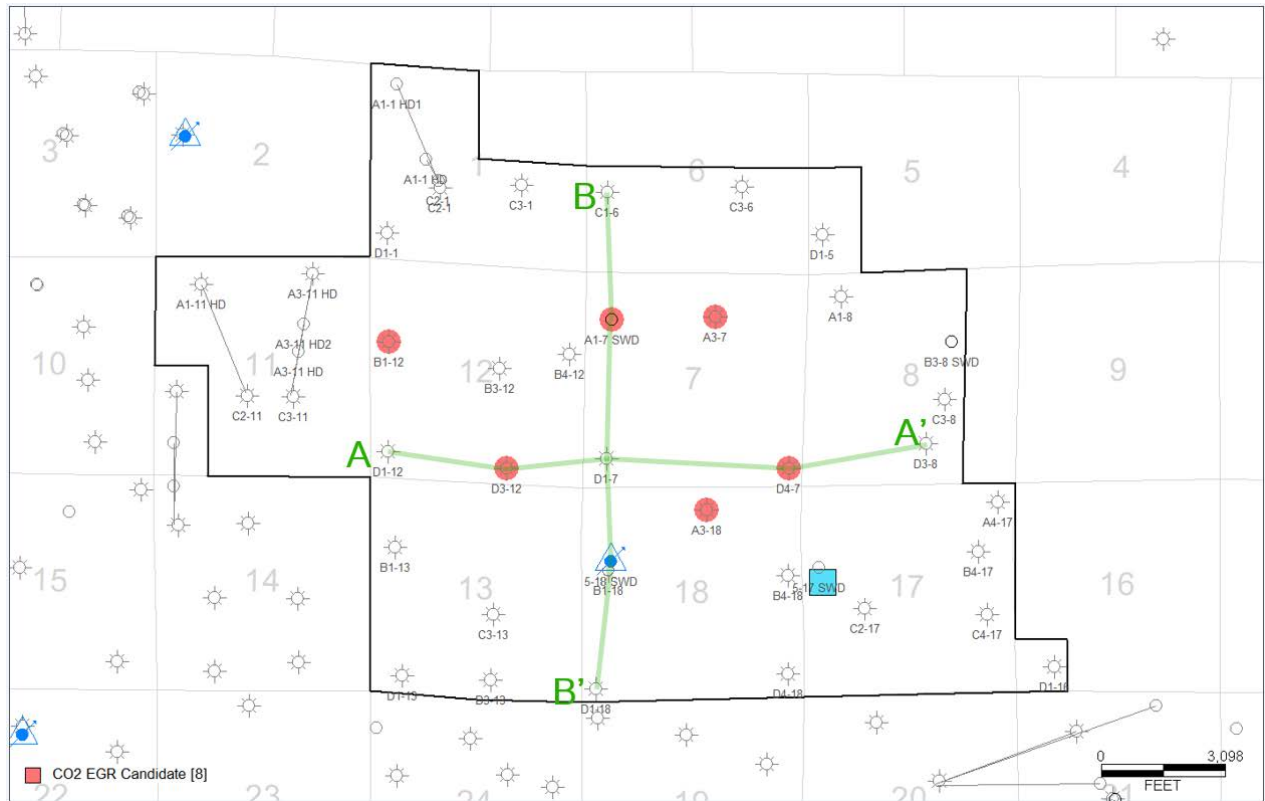 3
2
1
6
5
4
A1-1 HD1
A1-1 HD
C2-1
C2-1
C3-1
B
C1-6
C3-6
D1-1
D1-5
A1-11 HD
A3-11 HD
A1-8
A1-7 SWD
A3-7
A3-11 HD2
B3-8 SWD
10
11
B1-12
12
B4-12
7
8
9
A3-11 HD
B3-12
C2-11
C3-11
C3-8
A
A’
D1-12
D3-12
D1-7
D4-7
D3-8
A4-17
A3-18
B1-13
B4-17
15
14
13
5-18 SWD
B1-18
18
B4-18
5-17 SWD
17
16
C3-13
C2-17
C4-17
D1-13
D3-13
B’
D1-18
D4-18
D1-16
CO2 EGR Candidate [8]
0
3,098
FEET
22
23
24
19
20
21